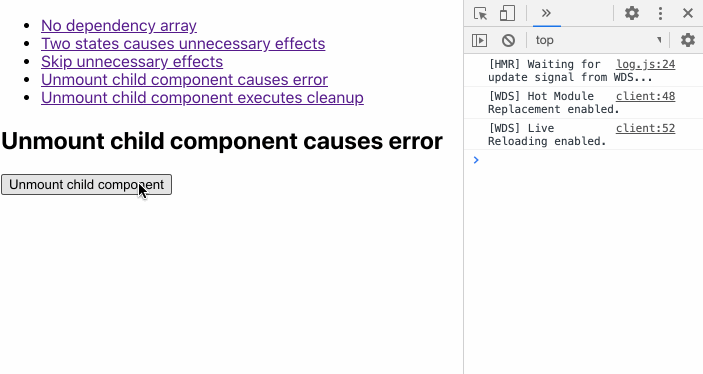 No dependency array
Two states causes unnecessary effects
Skip unnecessary effects
Unmount child component causes error
Unmount child component executes cleanup
Unmount child component causes error
Unmount child component
top
[HMR] Waiting for log.js:24
update signal from WDS...
[WDS] Hot Module client:48
Replacement enabled.
[WDS] Live client:52
Reloading enabled.